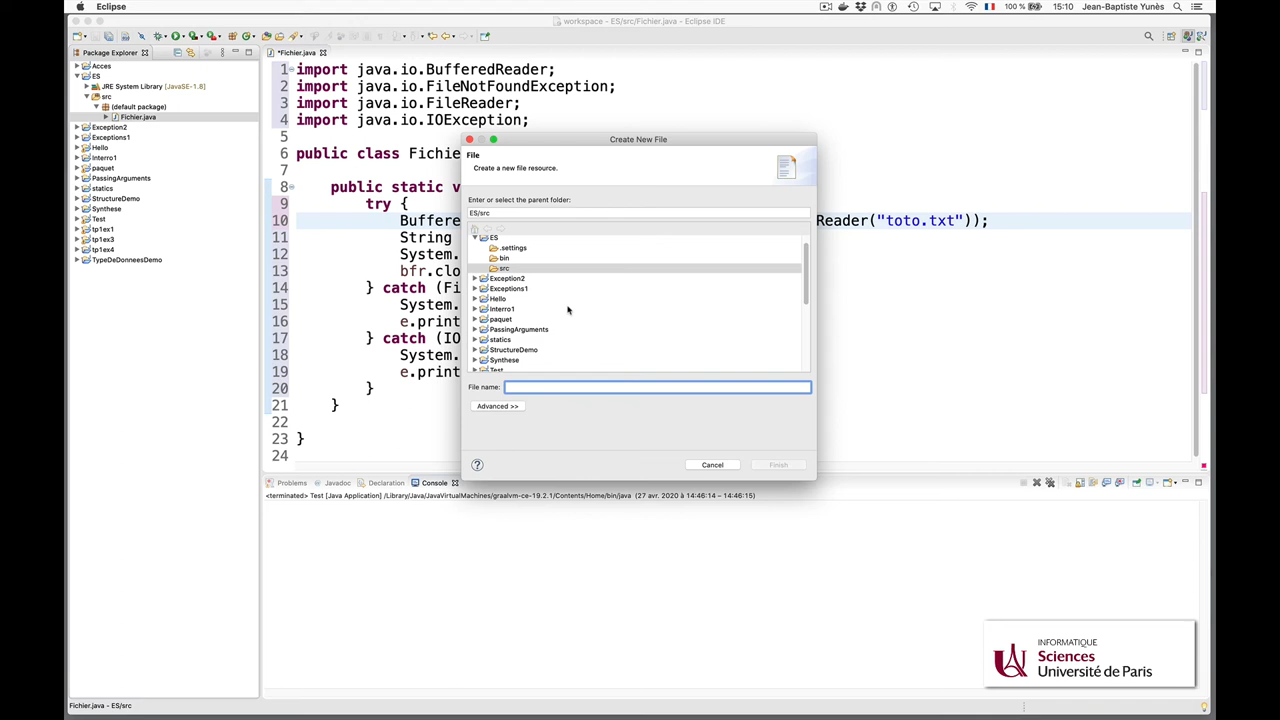 Eclipse
100 %
15:10 Jean-Baptiste Yunès
workspace - ES/src/Fichier.java - Eclipse IDE
Package Explorer
*Fichier.java
Acces
ES
JRE System Library [JavaSE-1.8]
src
(default package)
Fichier.java
Exception2
Exceptions1
Hello
Interro1
paquet
PassingArguments
statics
StructureDemo
Synthese
Test
tp1ex1
tp1ex3
tp1ex4
TypeDeDonneesDemo
1 import java.io.BufferedReader;
2 import java.io.FileNotFoundException;
3 import java.io.FileReader;
4 import java.io.IOException;
5
6 public class Fichie
7
8 public static v
9 try {
10 Buffere Reader("toto.txt"));
11 String
12 System.
13 bfr.clo
14 } catch (Fi
15 System.
16 e.print
17 } catch (IO
18 System.
19 e.print
20 }
21 }
22
23 }
24
Create New File
File
Create a new file resource.
Enter or select the parent folder:
ES/src
ES
.settings
bin
src
Exception2
Exceptions1
Hello
Interro1
paquet
PassingArguments
statics
StructureDemo
Synthese
Test
File name:
Advanced >>
?
Cancel
Finish
Problems
Javadoc
Declaration
Console
<terminated> Test [Java Application] /Library/Java/JavaVirtualMachines/graalvm-ce-19.2.1/Contents/Home/bin/java (27 avr. 2020 à 14:46:14 – 14:46:15)
INFORMATIQUE
Sciences
Université de Paris
Fichier.java - ES/src